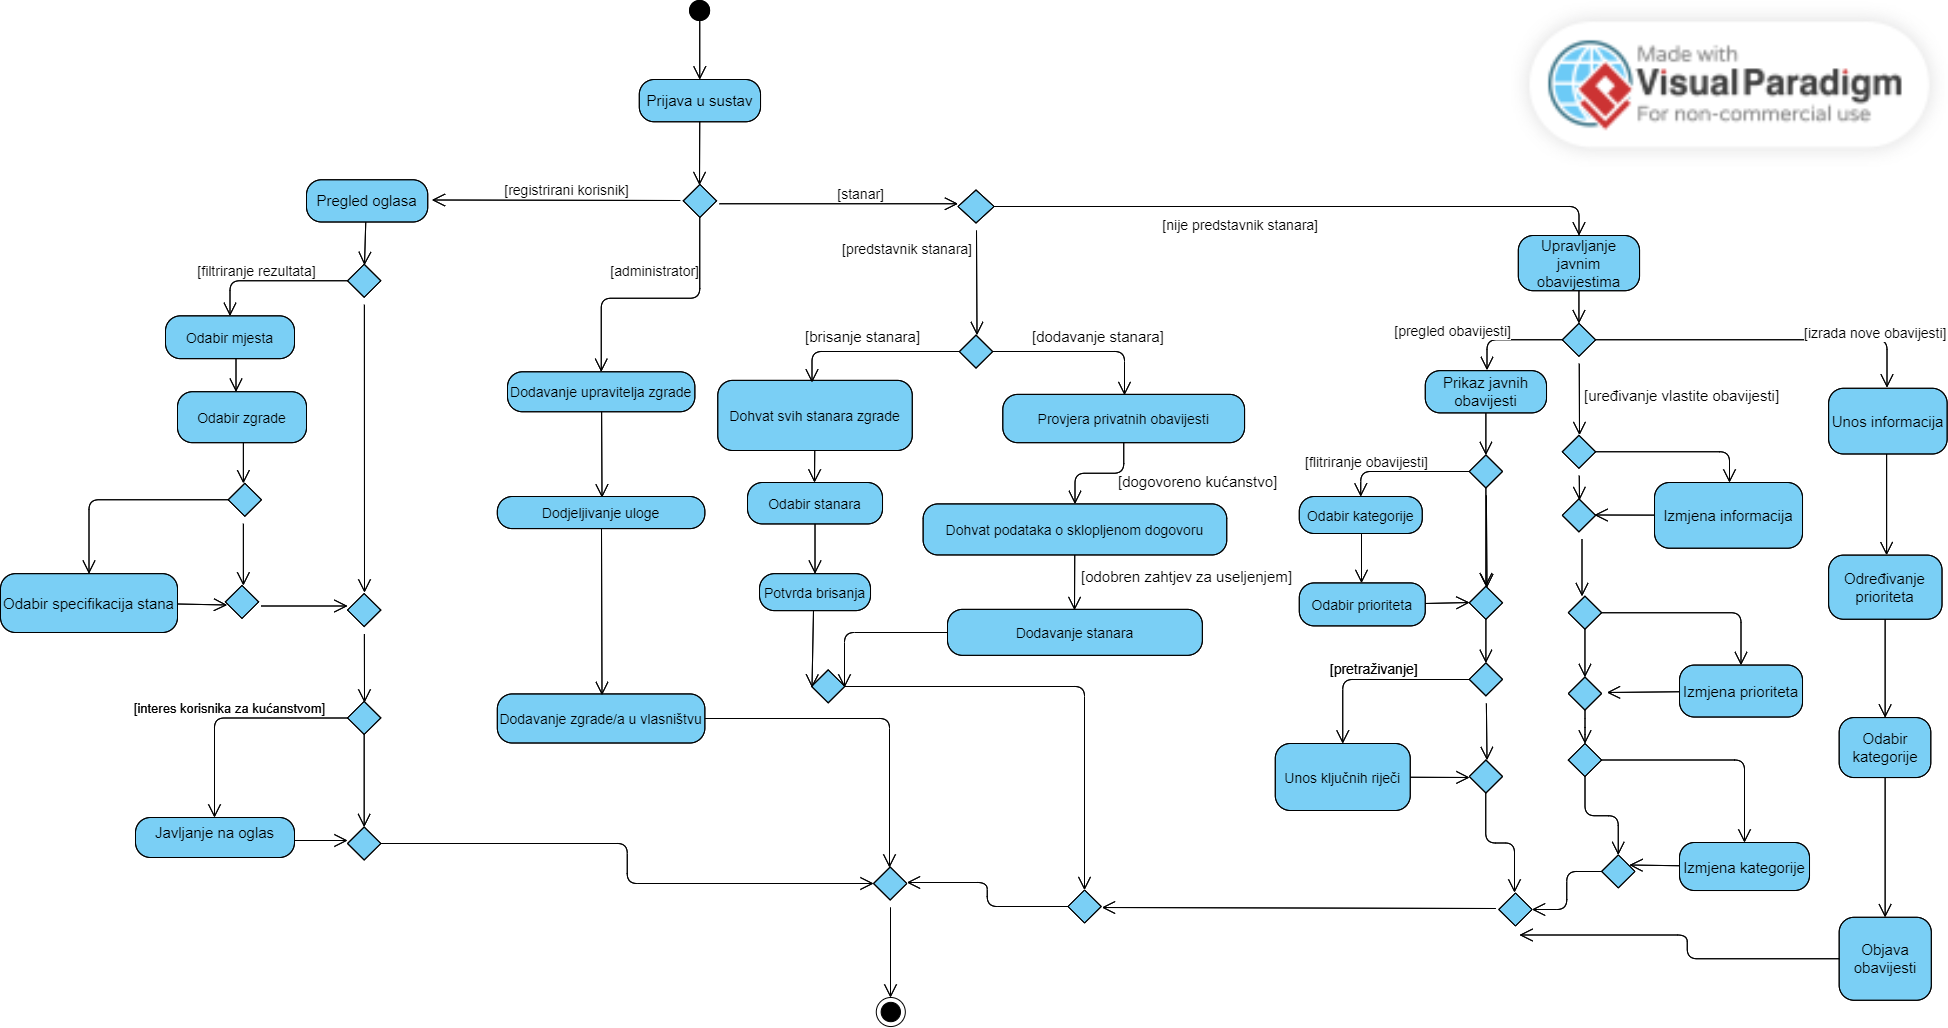 Made with
Visual Paradigm
For non-commercial use
Prijava u sustav
[registrirani korisnik]
[stanar]
Pregled oglasa
[nije predstavnik stanara]
[predstavnik stanara]
Upravljanje
javnim
obavijestima
[filtriranje rezultata]
[administrator]
Odabir mjesta
[brisanje stanara]
[dodavanje stanara]
[pregled obavijesti]
[izrada nove obavijesti]
Dodavanje upravitelja zgrade
Prikaz javnih
obavijesti
[uređivanje vlastite obavijesti]
Odabir zgrade
Dohvat svih stanara zgrade
Provjera privatnih obavijesti
Unos informacija
[flitriranje obavijesti]
[dogovoreno kućanstvo]
Odabir stanara
Dodjeljivanje uloge
Odabir kategorije
Izmjena informacija
Dohvat podataka o sklopljenom dogovoru
[odobren zahtjev za useljenjem]
Određivanje
prioriteta
Potvrda brisanja
Odabir specifikacija stana
Odabir prioriteta
Dodavanje stanara
[pretraživanje]
Izmjena prioriteta
[interes korisnika za kućanstvom]
Dodavanje zgrade/a u vlasništvu
Odabir
kategorije
Unos ključnih riječi
Javljanje na oglas
Izmjena kategorije
Objava
obavijesti